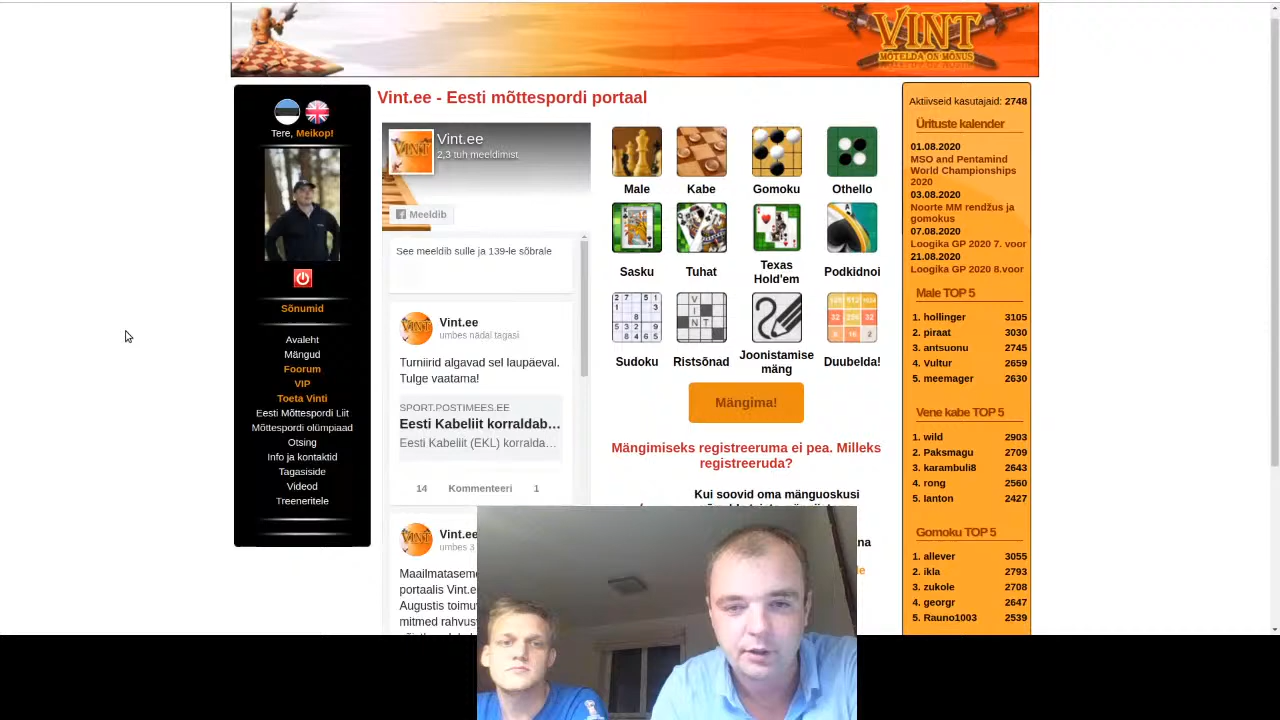 VINT
MÕTELDA ON MÕNUS
Tere, Meikop!
Sõnumid
Avaleht
Mängud
Foorum
VIP
Toeta Vinti
Eesti Mõttespordi Liit
Mõttespordi olümpiaad
Otsing
Info ja kontaktid
Tagasiside
Videod
Treeneritele
Vint.ee - Eesti mõttespordi portaal
VINT
Vint.ee
2,3 tuh meeldimist
Meeldib
See meeldib sulle ja 139-le sõbrale
Vint.ee
umbes nädal tagasi
Turniirid algavad sel laupäeval.
Tulge vaatama!
SPORT.POSTIMEES.EE
Eesti Kabeliit korraldab…
Eesti Kabeliit (EKL) korralda…
14 Kommenteeri 1
Vint.ee
umbes 3
Maailmataseme
portaalis Vint.e
Augustis toimu
mitmed rahvus
Male Kabe Gomoku Othello
Sasku Tuhat Texas Hold'em Podkidnoi
Sudoku Ristsõnad Joonistamise mäng Duubelda!
Mängima!
Mängimiseks registreeruma ei pea. Milleks
registreeruda?
Kui soovid oma mänguoskusi
na
le
Aktiivseid kasutajaid: 2748
Ürituste kalender
01.08.2020
MSO and Pentamind
World Championships
2020
03.08.2020
Noorte MM rendžus ja
gomokus
07.08.2020
Loogika GP 2020 7. voor
21.08.2020
Loogika GP 2020 8.voor
Male TOP 5
1. hollinger 3105
2. piraat 3030
3. antsuonu 2745
4. Vultur 2659
5. meemager 2630
Vene kabe TOP 5
1. wild 2903
2. Paksmagu 2709
3. karambuli8 2643
4. rong 2560
5. lanton 2427
Gomoku TOP 5
1. allever 3055
2. ikla 2793
3. zukole 2708
4. georgr 2647
5. Rauno1003 2539